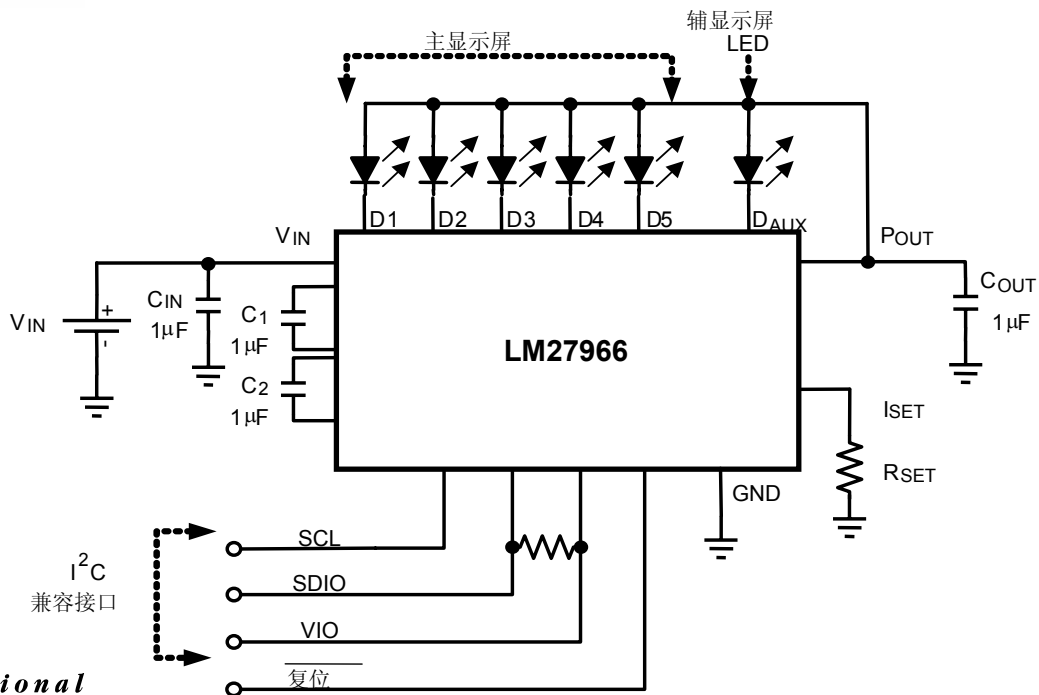 主显示屏
辅显示屏
LED
D1 D2 D3 D4 D5 DAUX
VIN
POUT
VIN
+
-
CIN
1µF
C1
1µF
C2
1µF
LM27966
COUT
1µF
ISET
RSET
GND
I²C
兼容接口
SCL
SDIO
VIO
复位
ional